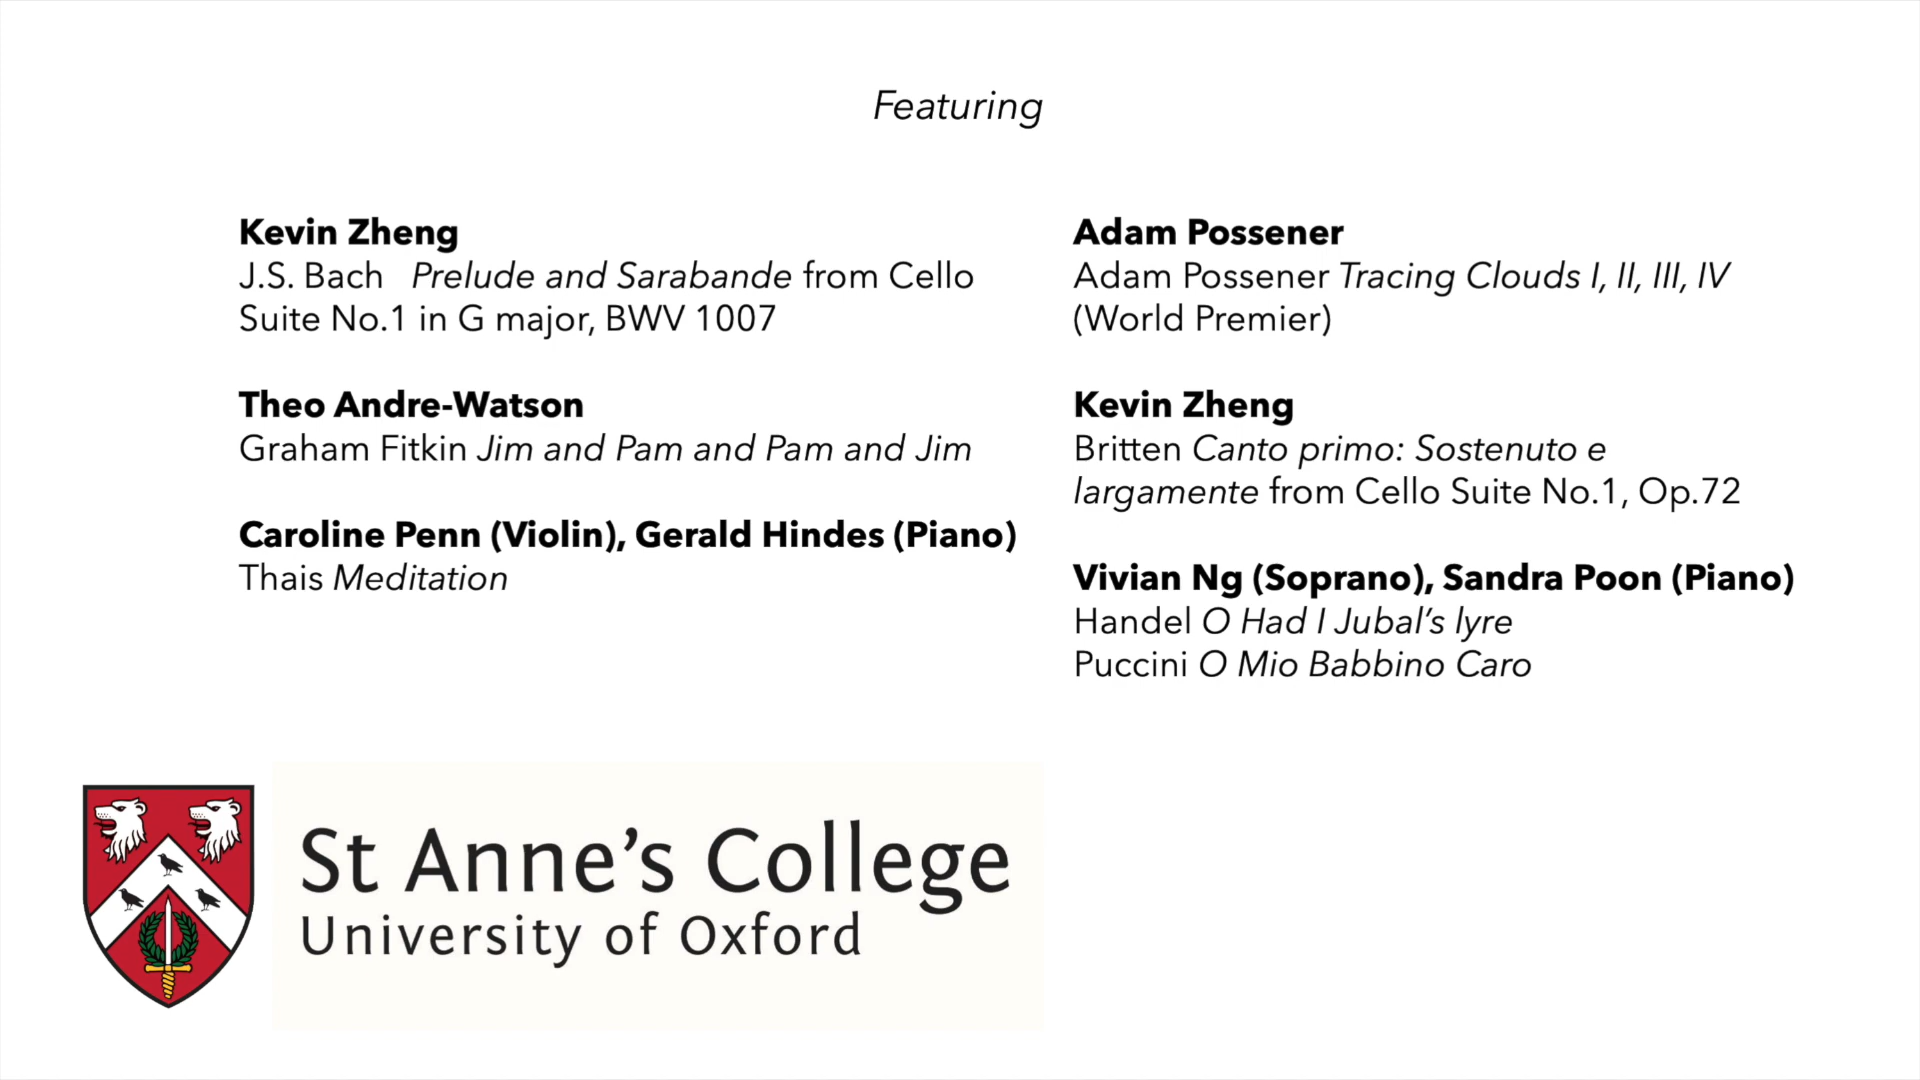 Featuring
Kevin Zheng
J.S. Bach Prelude and Sarabande from Cello
Suite No.1 in G major, BWV 1007
Theo Andre-Watson
Graham Fitkin Jim and Pam and Pam and Jim
Caroline Penn (Violin), Gerald Hindes (Piano)
Thais Meditation
Adam Possener
Adam Possener Tracing Clouds I, II, III, IV
(World Premier)
Kevin Zheng
Britten Canto primo: Sostenuto e
largamente from Cello Suite No.1, Op.72
Vivian Ng (Soprano), Sandra Poon (Piano)
Handel O Had I Jubal’s lyre
Puccini O Mio Babbino Caro
St Anne’s College
University of Oxford